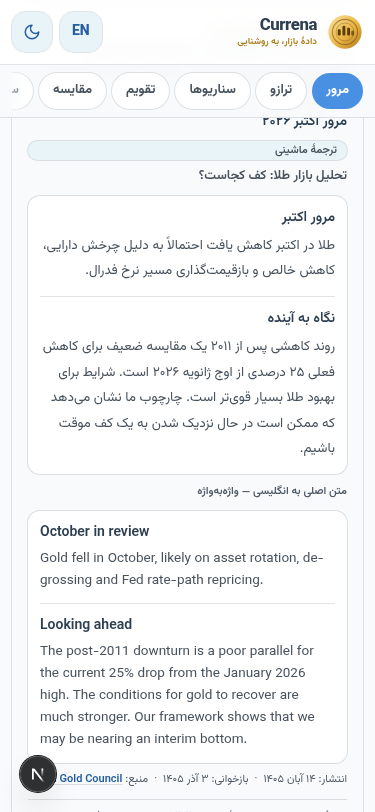 Currena
دادهٔ بازار، به روشنایی
EN
مرور
ترازو
سناریوها
تقویم
مقایسه
مرور اکتبر ۲۰۲۶
ترجمهٔ ماشینی
تحلیل بازار طلا: کف کجاست؟
مرور اکتبر
طلا در اکتبر کاهش یافت احتمالاً به دلیل چرخش دارایی،
کاهش خالص و بازقیمت‌گذاری مسیر نرخ فدرال.
نگاه به آینده
روند کاهشی پس از ۲۰۱۱ یک مقایسه ضعیف برای کاهش
فعلی ۲۵ درصدی از اوج ژانویه ۲۰۲۶ است. شرایط برای
بهبود طلا بسیار قوی‌تر است. چارچوب ما نشان می‌دهد
که ممکن است در حال نزدیک شدن به یک کف موقت
باشیم.
متن اصلی به انگلیسی — واژه‌به‌واژه
October in review
Gold fell in October, likely on asset rotation, de-
grossing and Fed rate-path repricing.
Looking ahead
The post-2011 downturn is a poor parallel for
the current 25% drop from the January 2026
high. The conditions for gold to recover are
much stronger. Our framework shows that we
may be nearing an interim bottom.
انتشار: ۱۴ آبان ۱۴۰۵ · بازخوانی: ۳ آذر ۱۴۰۵ · منبع: Gold Council
N